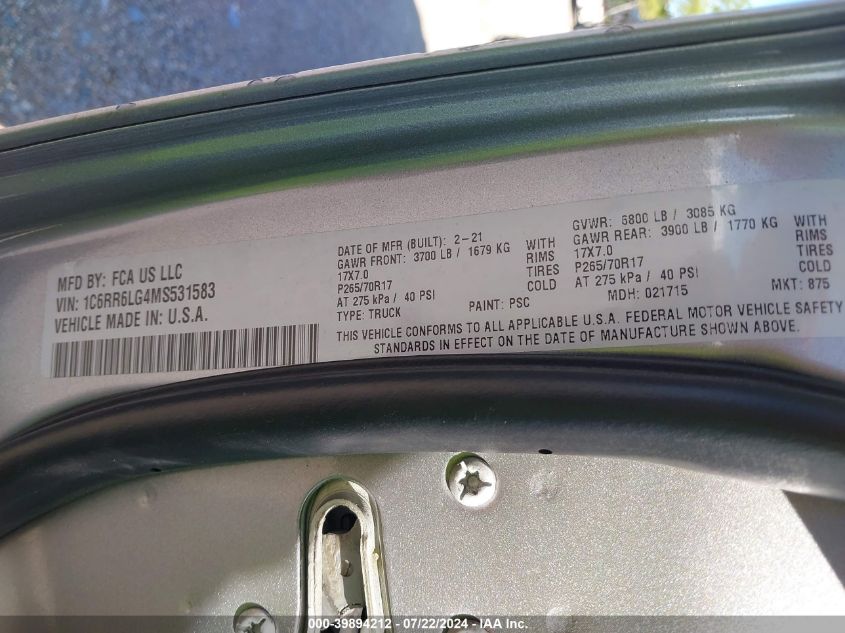 MFD BY: FCA US LLC
VIN: 1C6RR6LG4MS531583
VEHICLE MADE IN: U.S.A.
DATE OF MFR (BUILT): 2-21
GAWR FRONT: 3700 LB / 1679 KG WITH
17X7.0 RIMS
P265/70R17 TIRES
AT 275 kPa / 40 PSI COLD
TYPE: TRUCK PAINT: PSC
GVWR: 6800 LB / 3085 KG
GAWR REAR: 3900 LB / 1770 KG WITH
17X7.0 RIMS
P265/70R17 TIRES
AT 275 kPa / 40 PSI COLD
MDH: 021715 MKT: 875
THIS VEHICLE CONFORMS TO ALL APPLICABLE U.S.A. FEDERAL MOTOR VEHICLE SAFETY
STANDARDS IN EFFECT ON THE DATE OF MANUFACTURE SHOWN ABOVE.
000-39894212 - 07/22/2024 - IAA Inc.